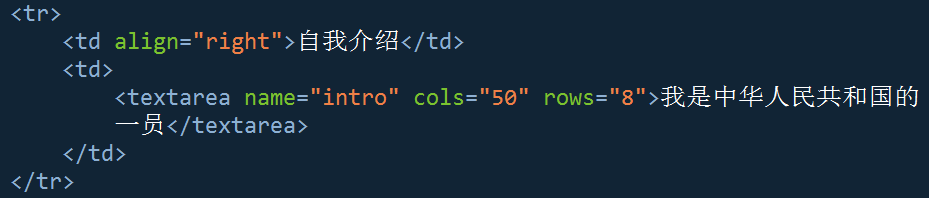 <tr>
<td align="right">自我介绍</td>
<td>
<textarea name="intro" cols="50" rows="8">我是中华人民共和国的
一员</textarea>
</td>
</tr>